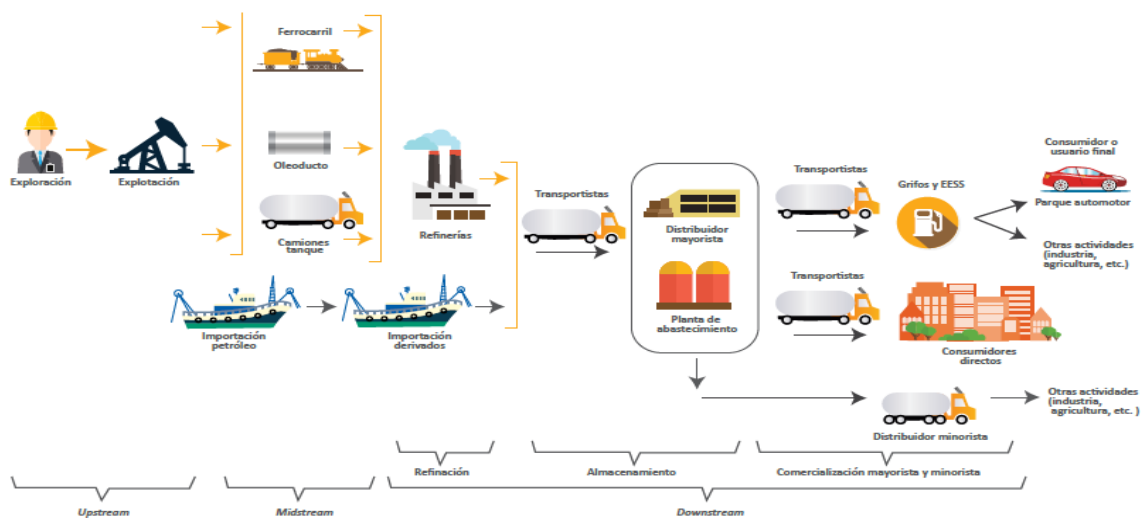 Ferrocarril
Exploración
Explotación
Oleoducto
Camiones
tanque
Importación
petróleo
Importación
derivados
Refinerías
Transportistas
Distribuidor
mayorista
Planta de
abastecimiento
Transportistas
Grifos y EESS
Consumidor o
usuario final
Parque automotor
Otras actividades
(industria,
agricultura, etc.)
Transportistas
Consumidores
directos
Distribuidor minorista
Otras actividades
(industria,
agricultura, etc.)
Refinación
Almacenamiento
Comercialización mayorista y minorista
Upstream
Midstream
Downstream